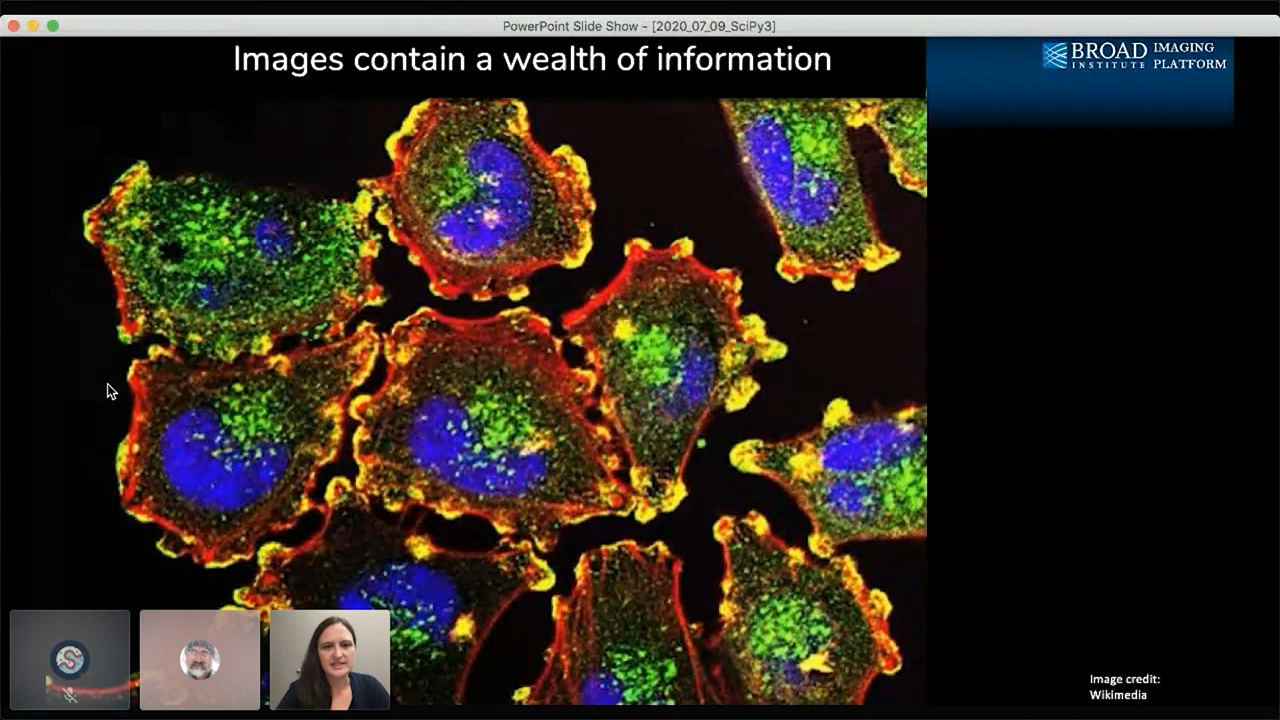 PowerPoint Slide Show - [2020_07_09_SciPy3]
Images contain a wealth of information
BROAD INSTITUTE
IMAGING PLATFORM
Image credit:
Wikimedia